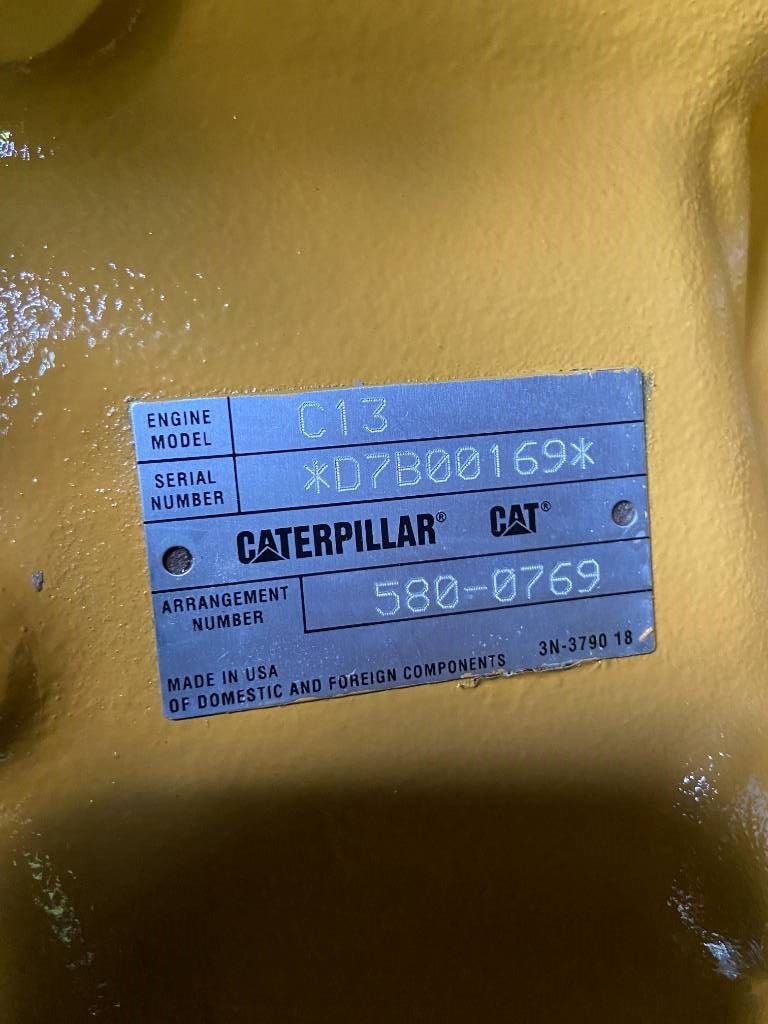 ENGINE MODEL C13
SERIAL NUMBER *D7B00169*
CATERPILLAR® CAT®
ARRANGEMENT NUMBER 580-0769
3N-3790 18
MADE IN USA
OF DOMESTIC AND FOREIGN COMPONENTS